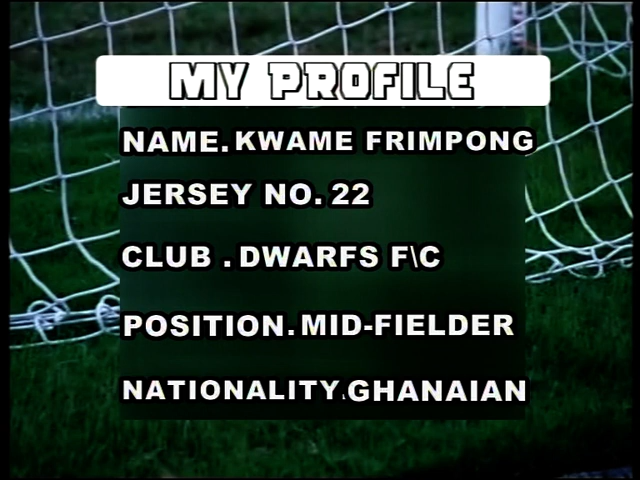 MY PROFILE
NAME. KWAME FRIMPONG
JERSEY NO. 22
CLUB . DWARFS F\C
POSITION. MID-FIELDER
NATIONALITY. GHANAIAN